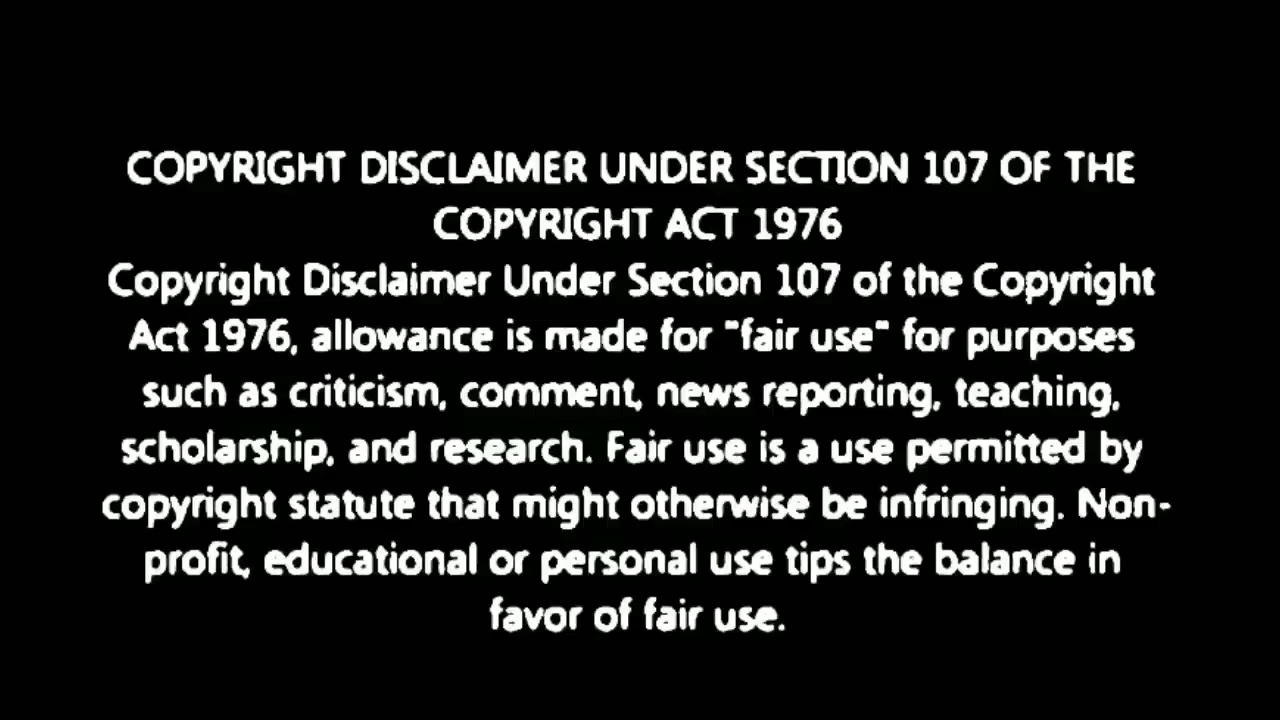 COPYRIGHT DISCLAIMER UNDER SECTION 107 OF THE
COPYRIGHT ACT 1976
Copyright Disclaimer Under Section 107 of the Copyright
Act 1976, allowance is made for "fair use" for purposes
such as criticism, comment, news reporting, teaching,
scholarship, and research. Fair use is a use permitted by
copyright statute that might otherwise be infringing. Non-
profit, educational or personal use tips the balance in
favor of fair use.